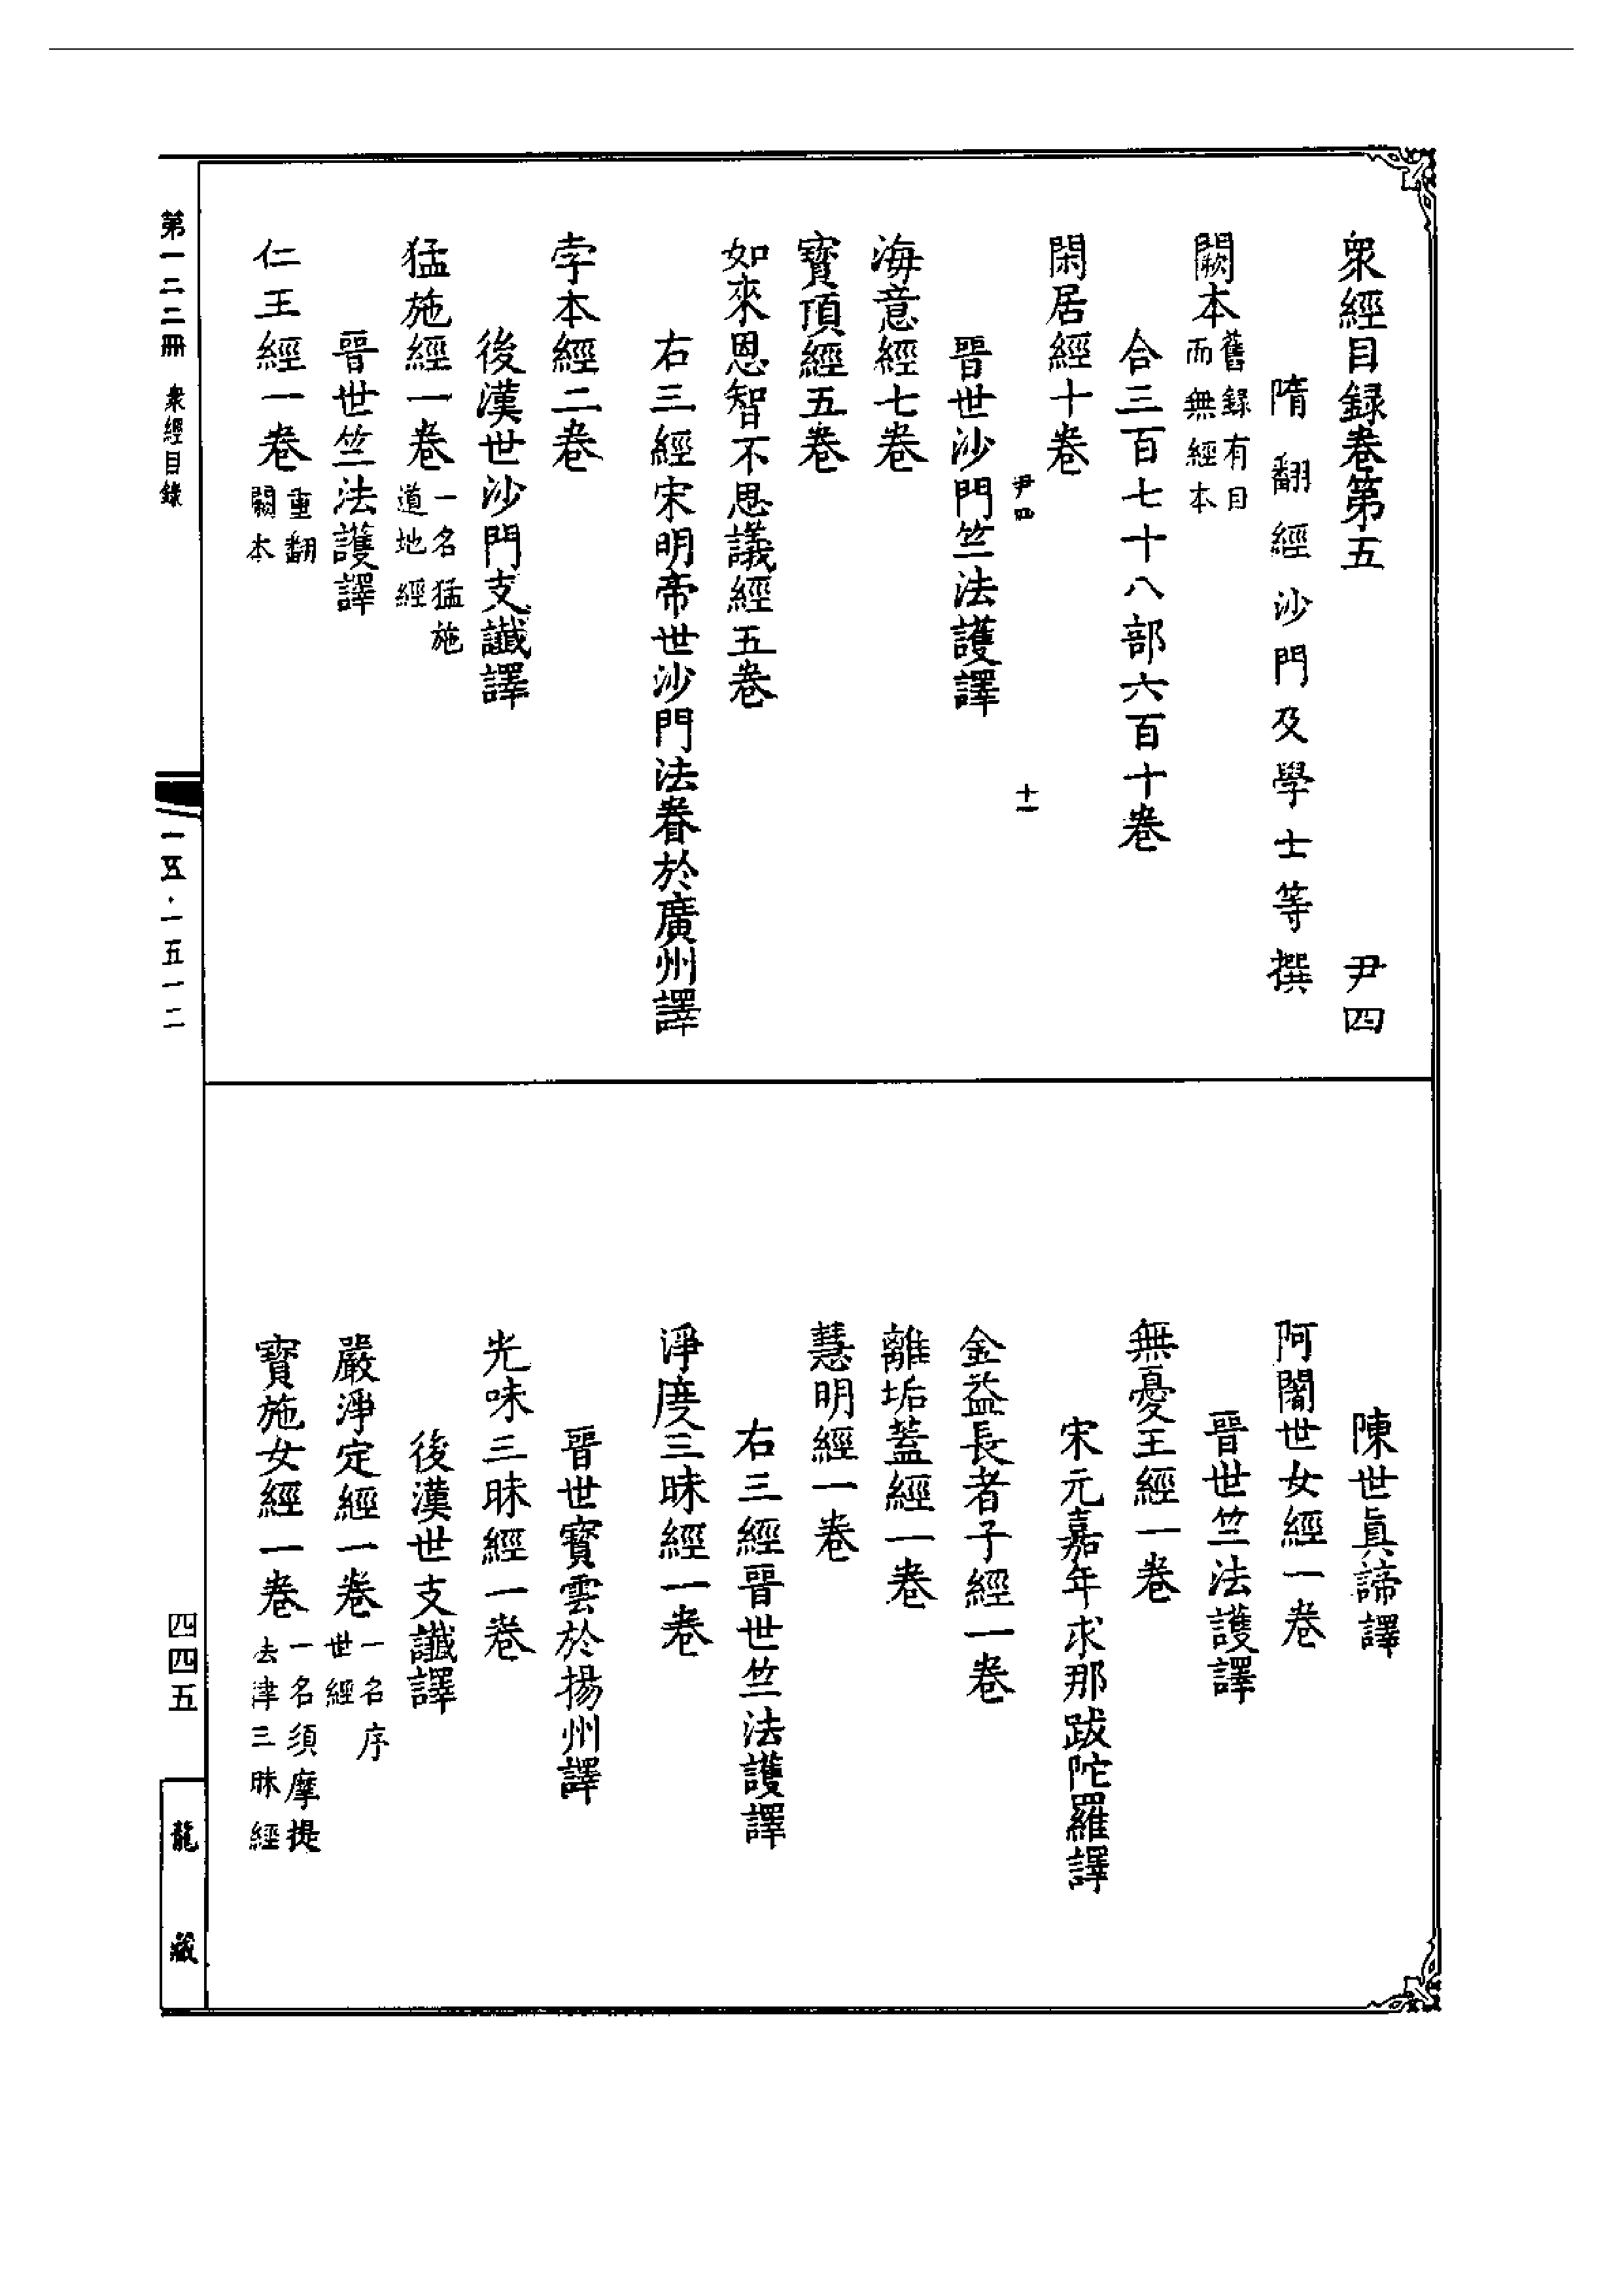 衆經目録卷第五　尹四
隋翻經沙門及學士等撰
闕本舊録有目而無經本
合三百七十八部六百十卷
閑居經十卷
尹四　十一
晉世沙門竺法護譯
海意經七卷
寳頂經五卷
如來恩智不思議經五卷
右三經宋明帝世沙門法眷於廣州譯
孛本經二卷
後漢世沙門支讖譯
猛施經一卷一名猛施道地經
晉世竺法護譯
仁王經一卷重翻闕本
陳世眞諦譯
阿闍世女經一卷
晉世竺法護譯
無憂王經一卷
宋元嘉年求那跋陀羅譯
金益長者子經一卷
離垢蓋經一卷
慧明經一卷
右三經晉世竺法護譯
淨度三昧經一卷
晉世寳雲於揚州譯
光味三昧經一卷
後漢世支讖譯
嚴淨定經一卷一名序世經
寳施女經一卷一名須摩提法津三昧經
第一二二冊　衆經目錄
一五・一五一二
四四五
龍藏